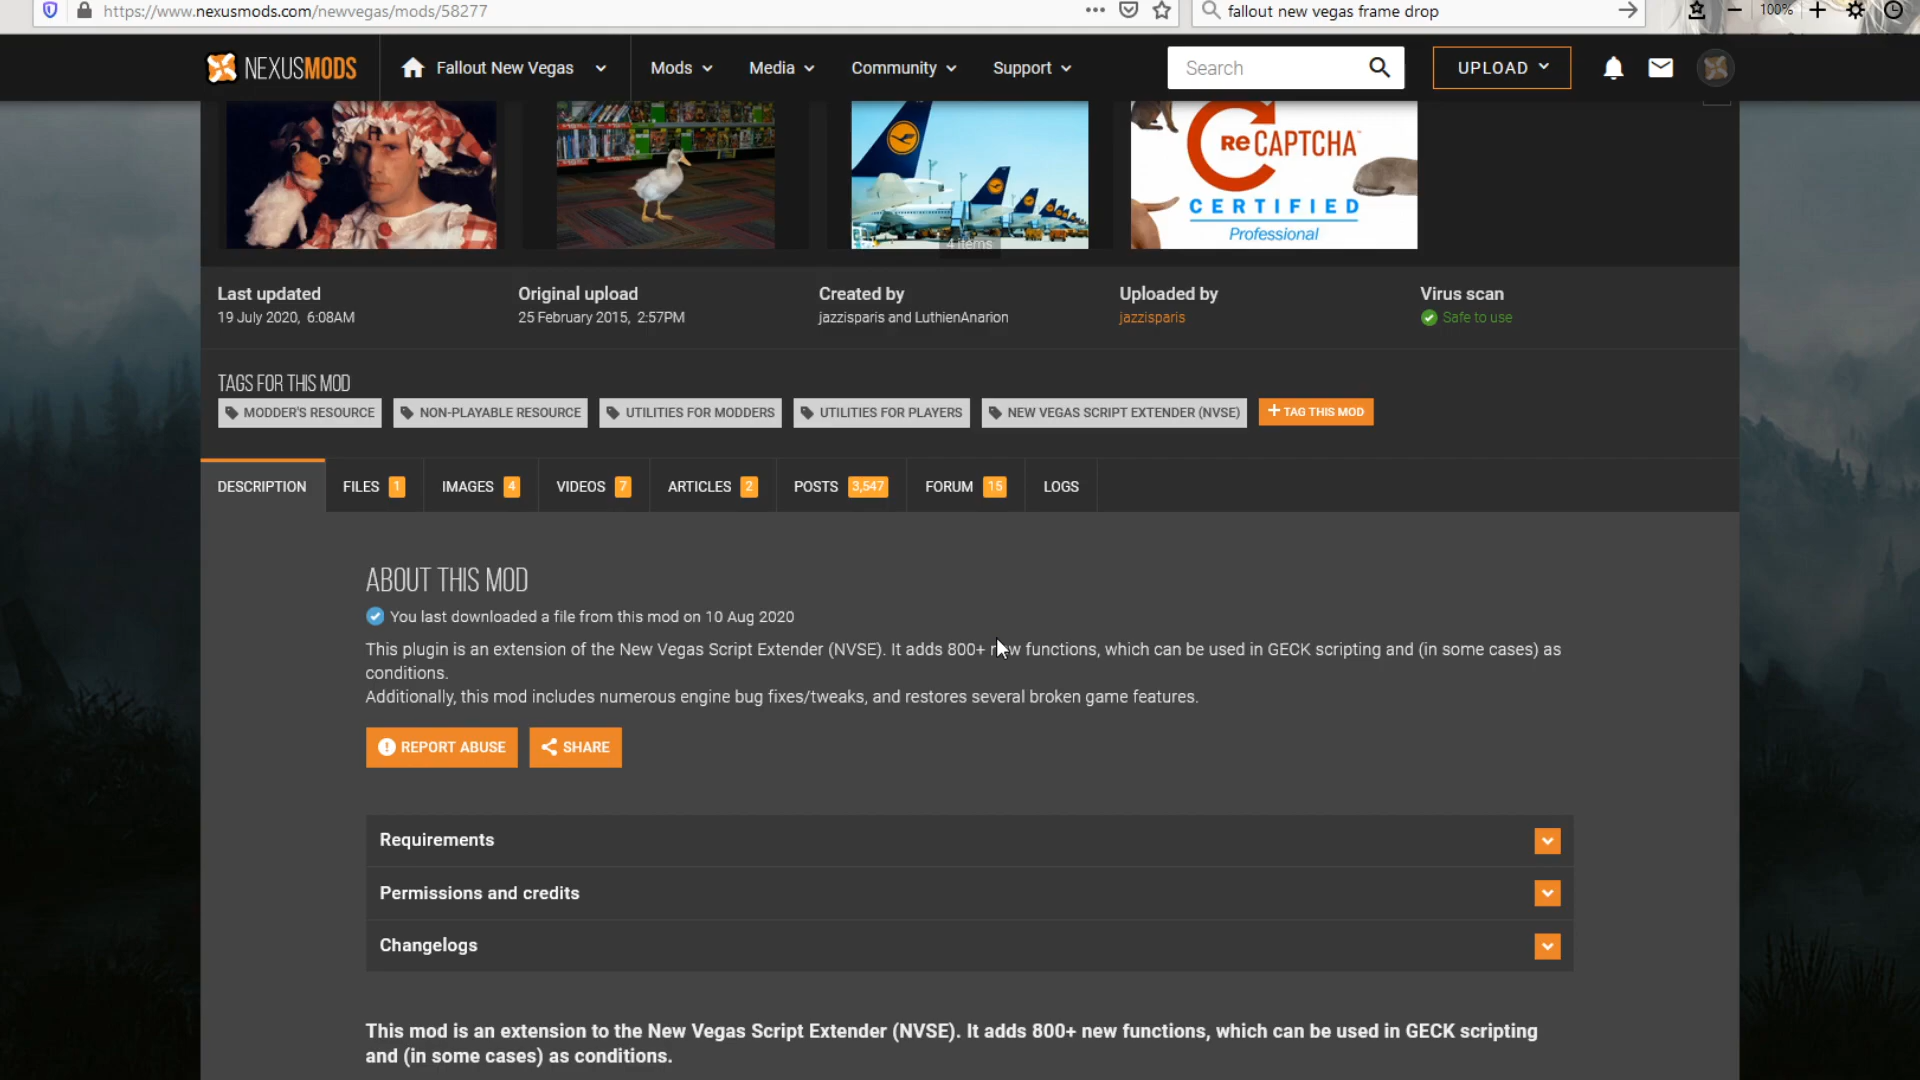 https://www.nexusmods.com/newvegas/mods/58277
fallout new vegas frame drop
100%
NEXUSMODS
Fallout New Vegas
Mods
Media
Community
Support
Search
UPLOAD
R
reCAPTCHA™
CERTIFIED
Professional
4 items
Last updated
19 July 2020, 6:08AM
Original upload
25 February 2015, 2:57PM
Created by
jazzisparis and LuthienAnarion
Uploaded by
jazzisparis
Virus scan
Safe to use
TAGS FOR THIS MOD
MODDER'S RESOURCE
NON-PLAYABLE RESOURCE
UTILITIES FOR MODDERS
UTILITIES FOR PLAYERS
NEW VEGAS SCRIPT EXTENDER (NVSE)
+ TAG THIS MOD
DESCRIPTION
FILES 1
IMAGES 4
VIDEOS 7
ARTICLES 2
POSTS 3,547
FORUM 15
LOGS
ABOUT THIS MOD
You last downloaded a file from this mod on 10 Aug 2020
This plugin is an extension of the New Vegas Script Extender (NVSE). It adds 800+ new functions, which can be used in GECK scripting and (in some cases) as
conditions.
Additionally, this mod includes numerous engine bug fixes/tweaks, and restores several broken game features.
REPORT ABUSE
SHARE
Requirements
Permissions and credits
Changelogs
This mod is an extension to the New Vegas Script Extender (NVSE). It adds 800+ new functions, which can be used in GECK scripting
and (in some cases) as conditions.